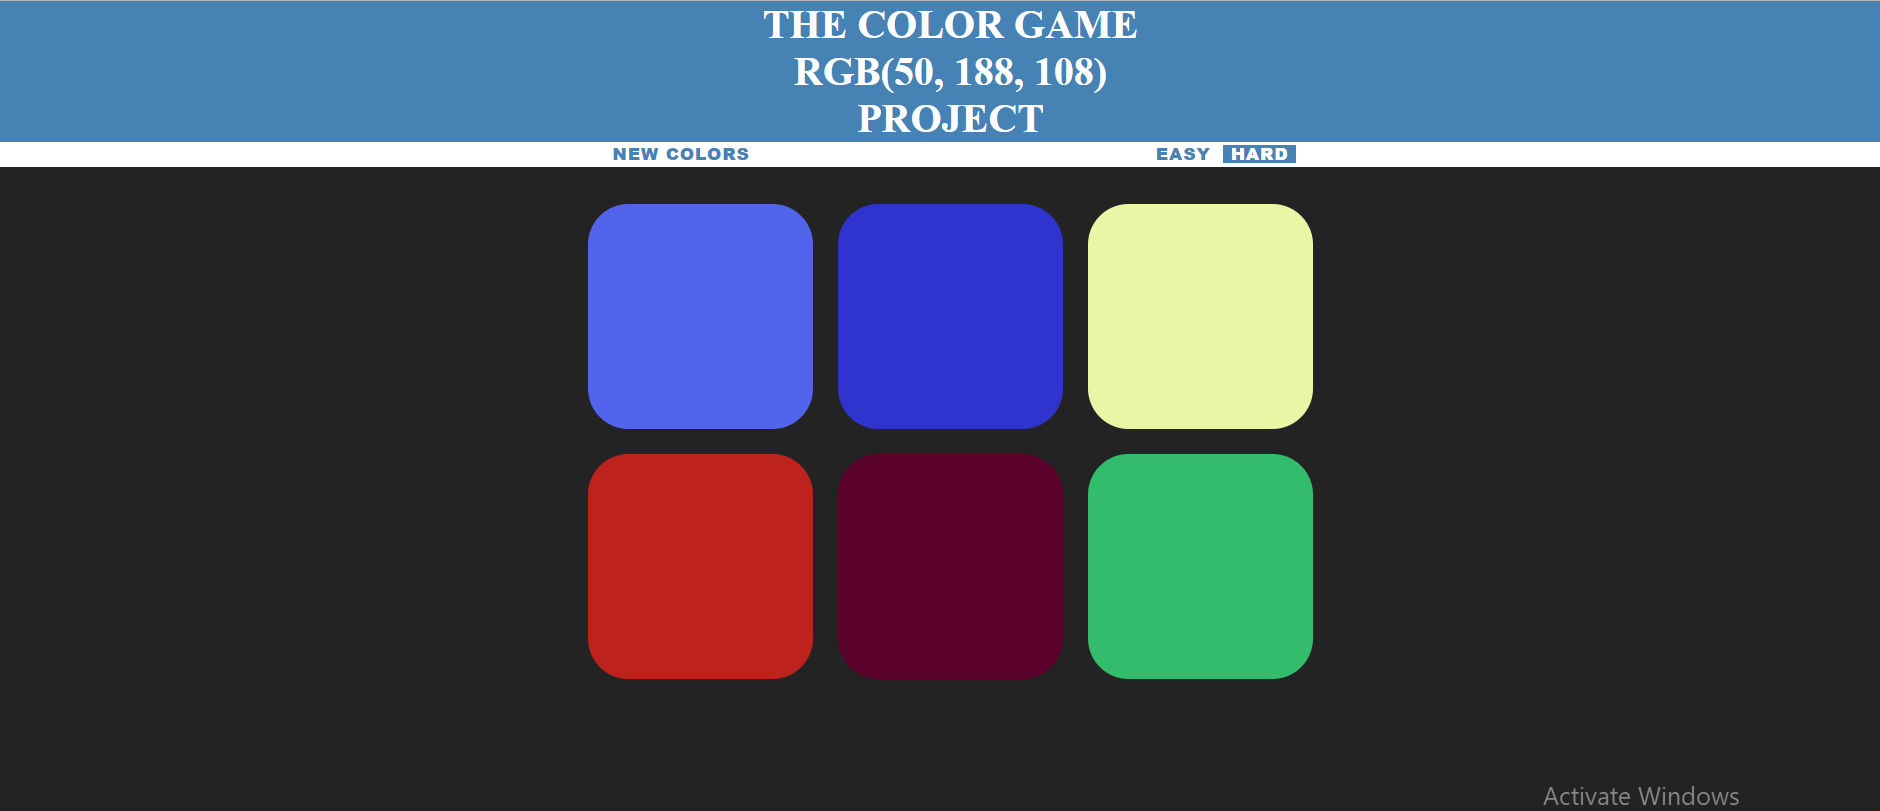 THE COLOR GAME
RGB(50, 188, 108)
PROJECT
NEW COLORS EASY HARD
Activate Windows